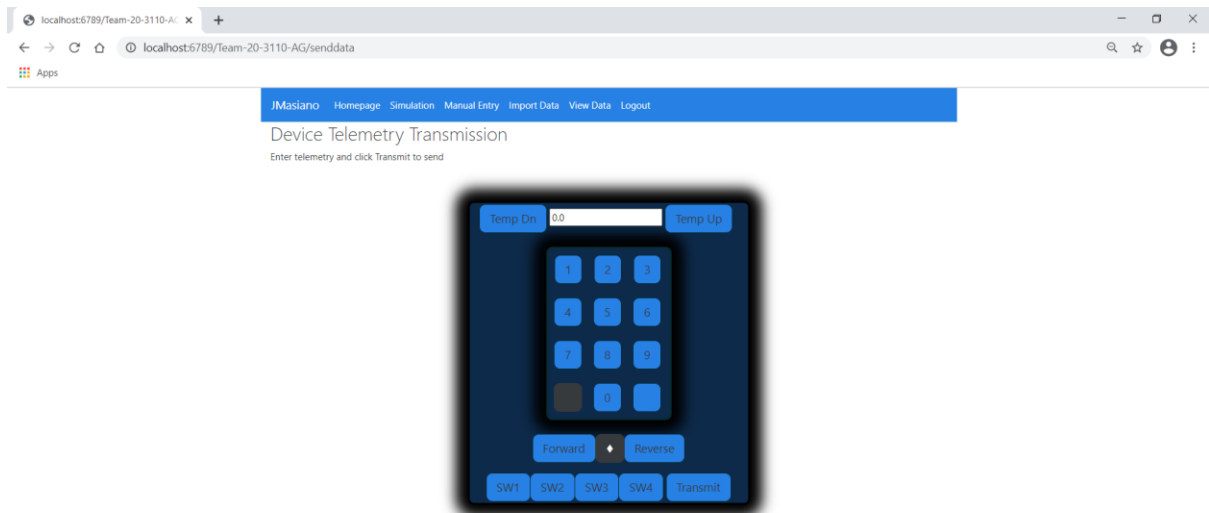 localhost:6789/Team-20-3110-A
localhost:6789/Team-20-3110-AG/senddata
Apps
JMasiano Homepage Simulation Manual Entry Import Data View Data Logout
Device Telemetry Transmission
Enter telemetry and click Transmit to send
Temp Dn 0.0 Temp Up
1 2 3
4 5 6
7 8 9
0
Forward ♦ Reverse
SW1 SW2 SW3 SW4 Transmit